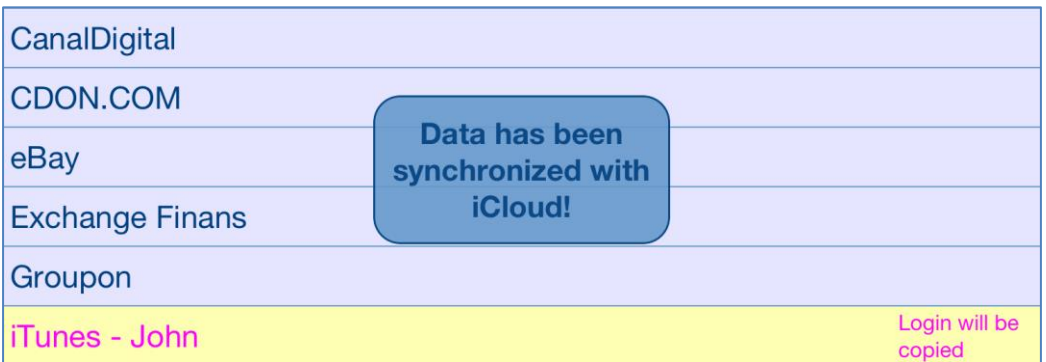 CanalDigital
CDON.COM
eBay
Exchange Finans
Groupon
iTunes - John
Data has been
synchronized with
iCloud!
Login will be
copied